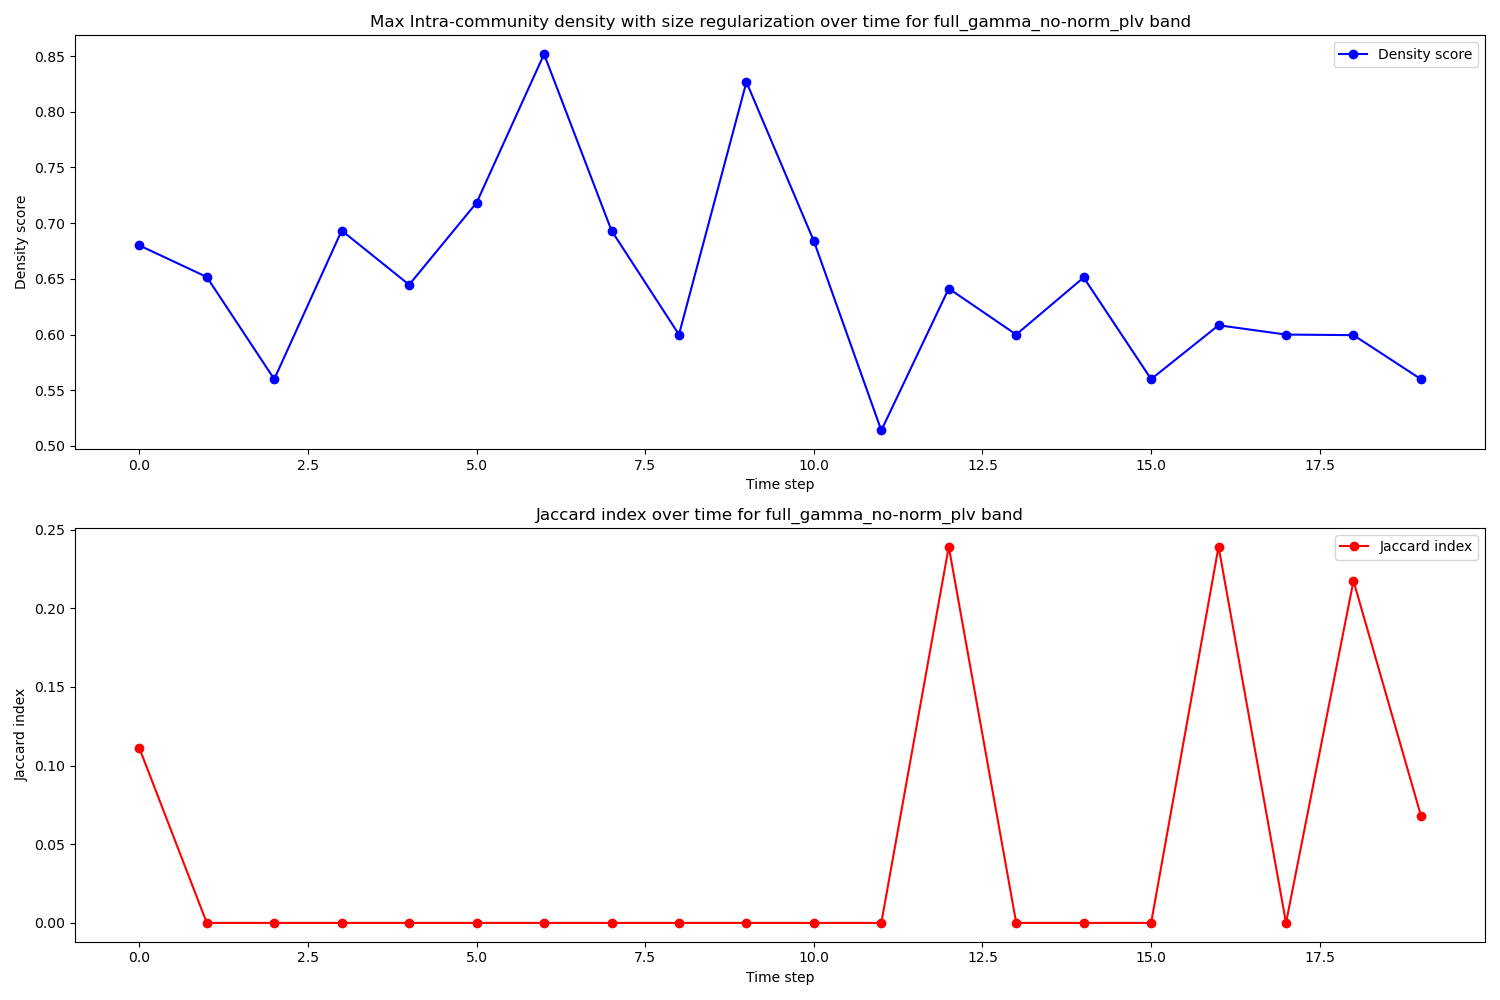 Max Intra-community density with size regularization over time for full_gamma_no-norm_plv band
Density score
0.85
0.80
0.75
0.70
0.65
0.60
0.55
0.50
Density score
0.0 2.5 5.0 7.5 10.0 12.5 15.0 17.5
Time step
Jaccard index over time for full_gamma_no-norm_plv band
Jaccard index
0.25
0.20
0.15
0.10
0.05
0.00
Jaccard index
0.0 2.5 5.0 7.5 10.0 12.5 15.0 17.5
Time step